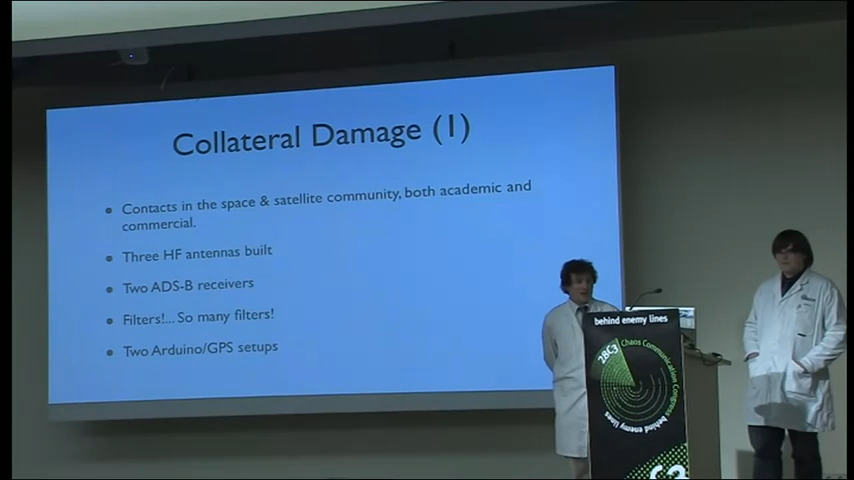 Collateral Damage (1)
• Contacts in the space & satellite community, both academic and
commercial.
• Three HF antennas built
• Two ADS-B receivers
• Filters!... So many filters!
• Two Arduino/GPS setups
behind enemy lines
28C3 Chaos Communication Congress behind enemy lines
C3